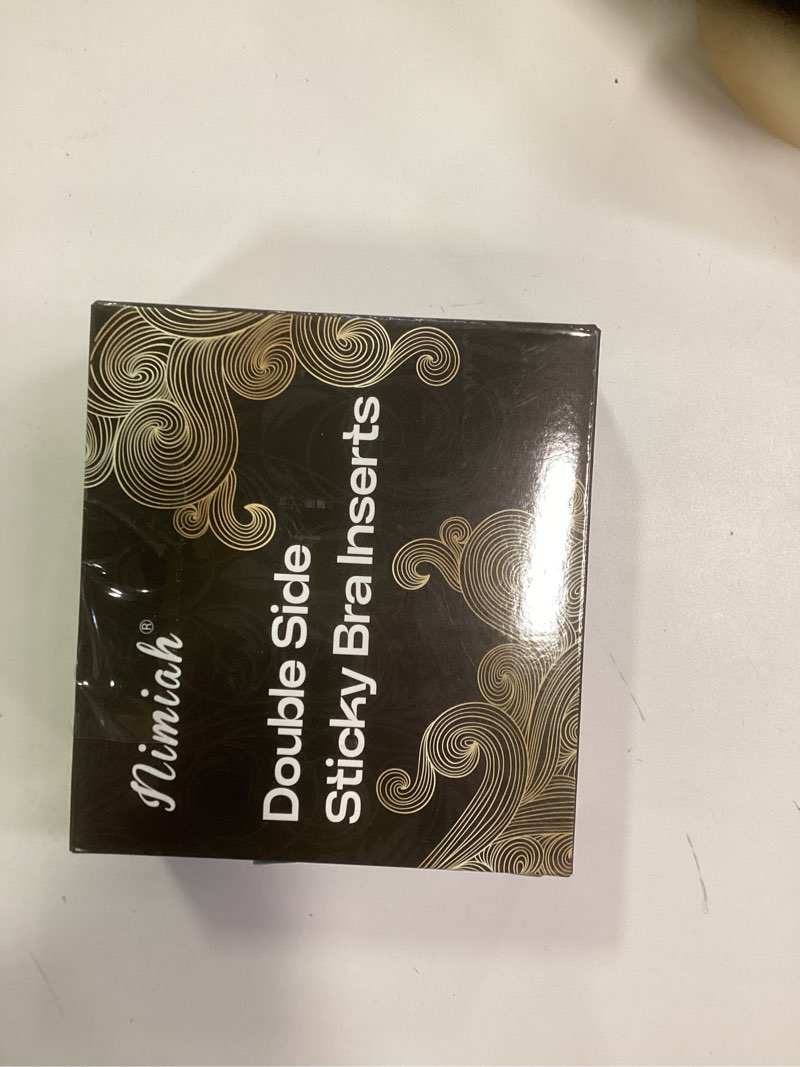 Nimiah®
Double Side
Sticky Bra Inserts